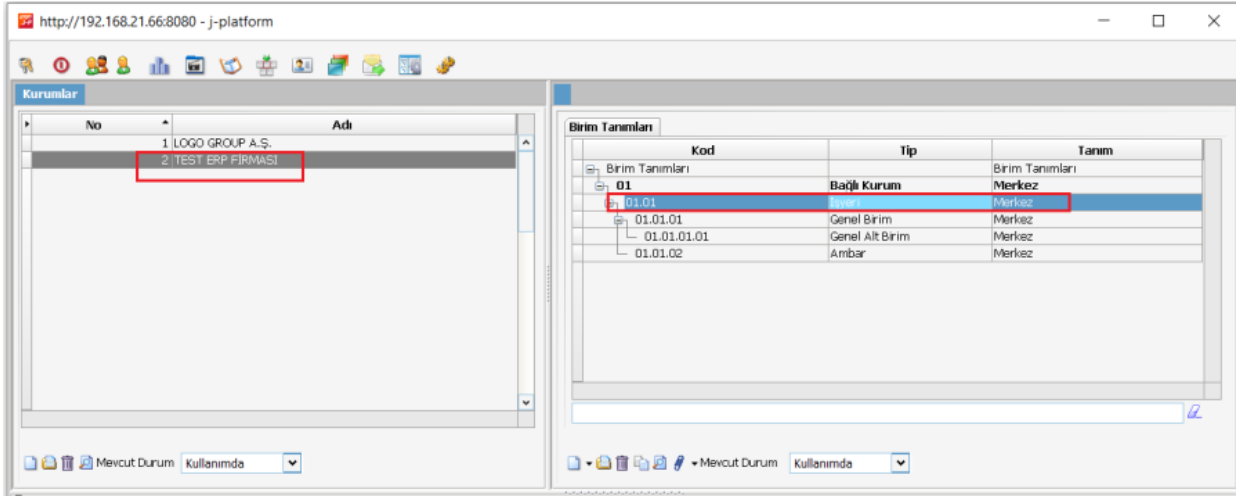 http://192.168.21.66:8080 - j-platform
Kurumlar
No Adı
1 LOGO GROUP A.Ş.
2 TEST ERP FİRMASI
Mevcut Durum Kullanımda
Birim Tanımları
Kod Tip Tanım
Birim Tanımları Birim Tanımları
01 Bağlı Kurum Merkez
01.01 İşyeri Merkez
01.01.01 Genel Birim Merkez
01.01.01.01 Genel Alt Birim Merkez
01.01.02 Ambar Merkez
Mevcut Durum Kullanımda